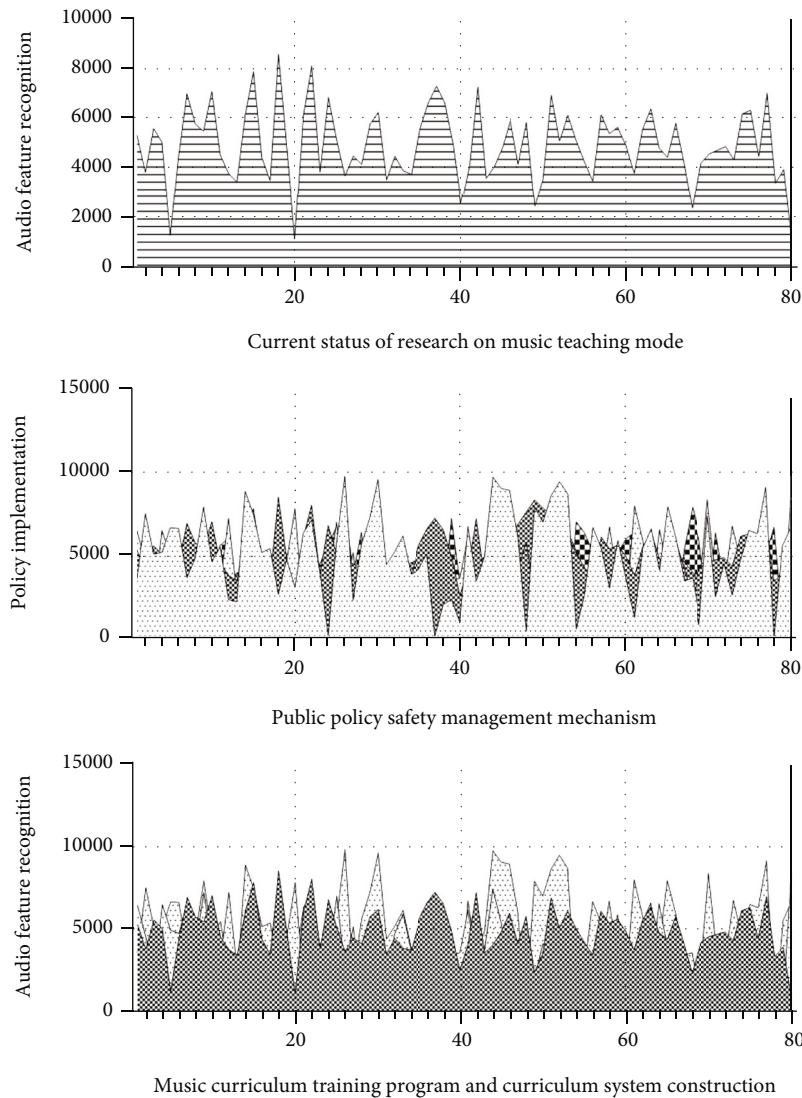 10000
8000
6000
4000
2000
0
Audio feature recognition
20 40 60 80
Current status of research on music teaching mode
15000
10000
5000
0
Policy implementation
20 40 60 80
Public policy safety management mechanism
15000
10000
5000
0
Audio feature recognition
20 40 60 80
Music curriculum training program and curriculum system construction